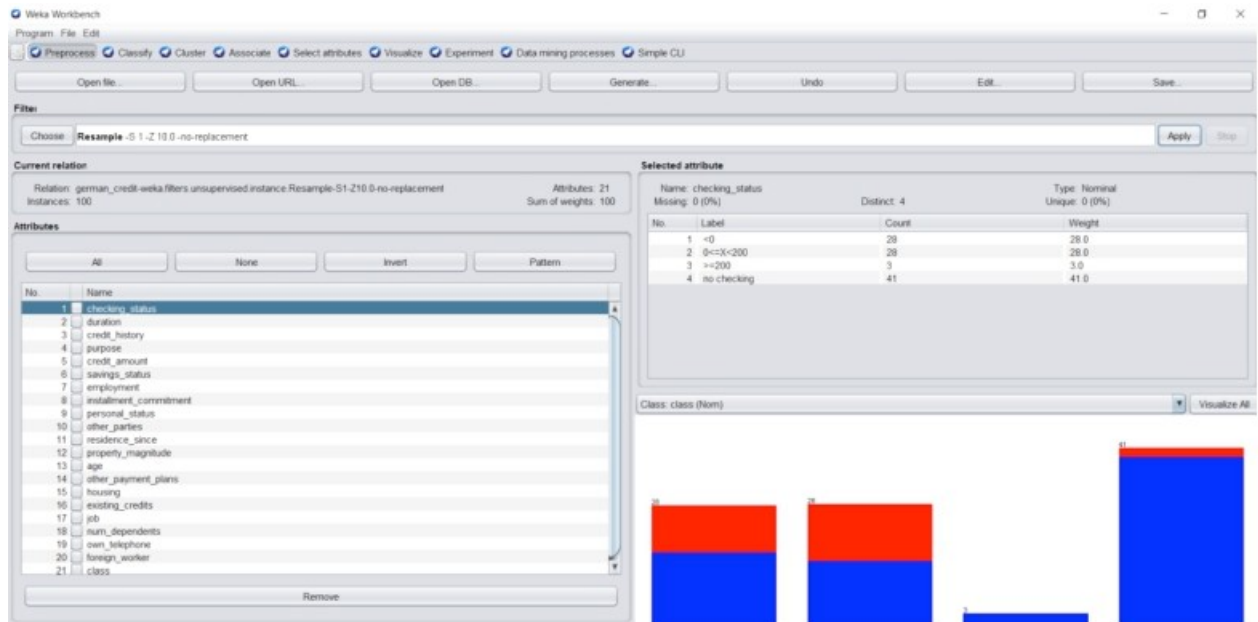 Weka Workbench
Program File Edit
Preprocess Classify Cluster Associate Select attributes Visualize Experiment Data mining processes Simple CLI
Open file... Open URL... Open DB... Generate... Undo Edit... Save...
Filter
Choose Resample -S 1 -Z 10.0 -no-replacement Apply Stop
Current relation
Relation: german_credit-weka.filters.unsupervised.instance.Resample-S1-Z10.0-no-replacement Attributes: 21
Instances: 100 Sum of weights: 100
Attributes
All None Invert Pattern
No. Name
1 checking_status
2 duration
3 credit_history
4 purpose
5 credit_amount
6 savings_status
7 employment
8 installment_commitment
9 personal_status
10 other_parties
11 residence_since
12 property_magnitude
13 age
14 other_payment_plans
15 housing
16 existing_credits
17 job
18 num_dependents
19 own_telephone
20 foreign_worker
21 class
Remove
Selected attribute
Name: checking_status Type: Nominal
Missing: 0 (0%) Distinct: 4 Unique: 0 (0%)
No. Label Count Weight
1 <0 28 28.0
2 0<=X<200 28 28.0
3 >=200 3 3.0
4 no checking 41 41.0
Class: class (Nom) Visualize All
41
28 28
3